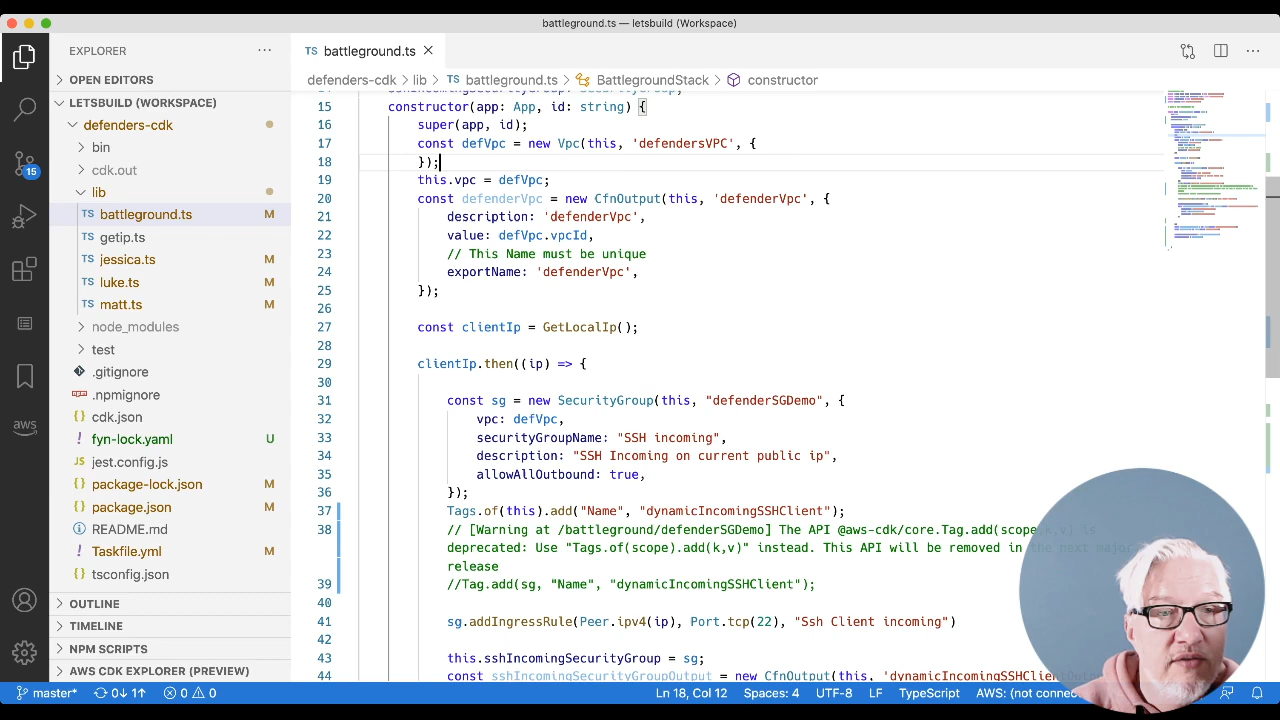 battleground.ts — letsbuild (Workspace)
EXPLORER
TS battleground.ts
defenders-cdk > lib > TS battleground.ts > BattlegroundStack > constructor
OPEN EDITORS
LETSBUILD (WORKSPACE)
defenders-cdk
bin
cdk.out
lib
TS battleground.ts M
TS getip.ts
TS jessica.ts M
TS luke.ts M
TS matt.ts M
node_modules
test
.gitignore
.npmignore
{} cdk.json
! fyn-lock.yaml U
JS jest.config.js
{} package-lock.json M
{} package.json M
README.md
! Taskfile.yml M
tsconfig.json
OUTLINE
TIMELINE
NPM SCRIPTS
AWS CDK EXPLORER (PREVIEW)
15
aws
15 constructor(app: App, id: string) {
16 super(
17 const new Vpc(this, 'defendersVPC',
18 });
19 this.
20 const new CfnOutput(this, {
21 'defenderVpc',
22 defVpc.vpcId,
23 // This Name must be unique
24 exportName: 'defenderVpc',
25 });
26
27 const clientIp = GetLocalIp();
28
29 clientIp.then((ip) => {
30
31 const sg = new SecurityGroup(this, "defenderSGDemo", {
32 vpc: defVpc,
33 securityGroupName: "SSH incoming",
34 description: "SSH Incoming on current public ip",
35 allowAllOutbound: true,
36 });
37 Tags.of(this).add("Name", "dynamicIncomingSSHClient");
38 // [Warning at /battleground/defenderSGDemo] The API @aws-cdk/core.Tag.add(scope,k,v) is
deprecated: Use "Tags.of(scope).add(k,v)" instead. This API will be removed in the next major
release
39 //Tag.add(sg, "Name", "dynamicIncomingSSHClient");
40
41 sg.addIngressRule(Peer.ipv4(ip), Port.tcp(22), "Ssh Client incoming")
42
43 this.sshIncomingSecurityGroup = sg;
44 const sshIncomingSecurityGroupOutput = new CfnOutput(this, 'dynamicIncomingSSHClientOutp
master* 0↓ 1↑ 0 0 Ln 18, Col 12 Spaces: 4 UTF-8 LF TypeScript AWS: (not connec